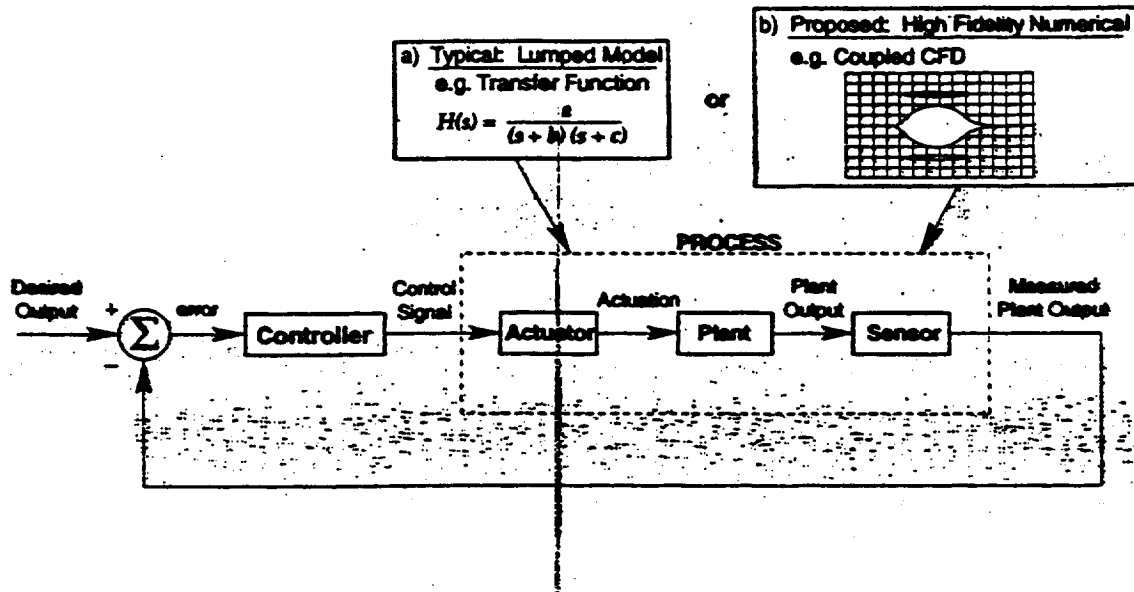 a) Typical: Lumped Model
e.g. Transfer Function
H(s) = a / (s + b) (s + c)
or
b) Proposed: High Fidelity Numerical
e.g. Coupled CFD
PROCESS
Desired
Output
+
Σ
−
error
Controller
Control
Signal
Actuator
Actuation
Plant
Plant
Output
Sensor
Measured
Plant Output